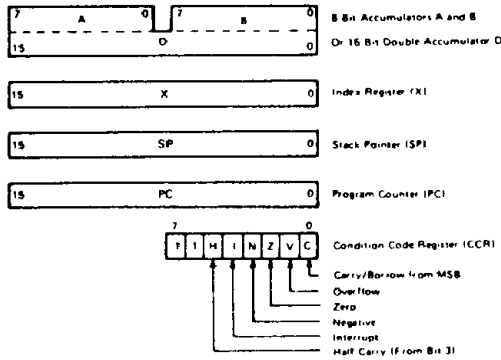 7 A 0 7 B 0 8 Bit Accumulators A and B
15 D 0 Or 16 Bit Double Accumulator D
15 X 0 Index Register (X)
15 SP 0 Stack Pointer (SP)
15 PC 0 Program Counter (PC)
7 0
1 1 H I N Z V C Condition Code Register (CCR)
Carry/Borrow from MSB
Overflow
Zero
Negative
Interrupt
Half Carry (From Bit 3)